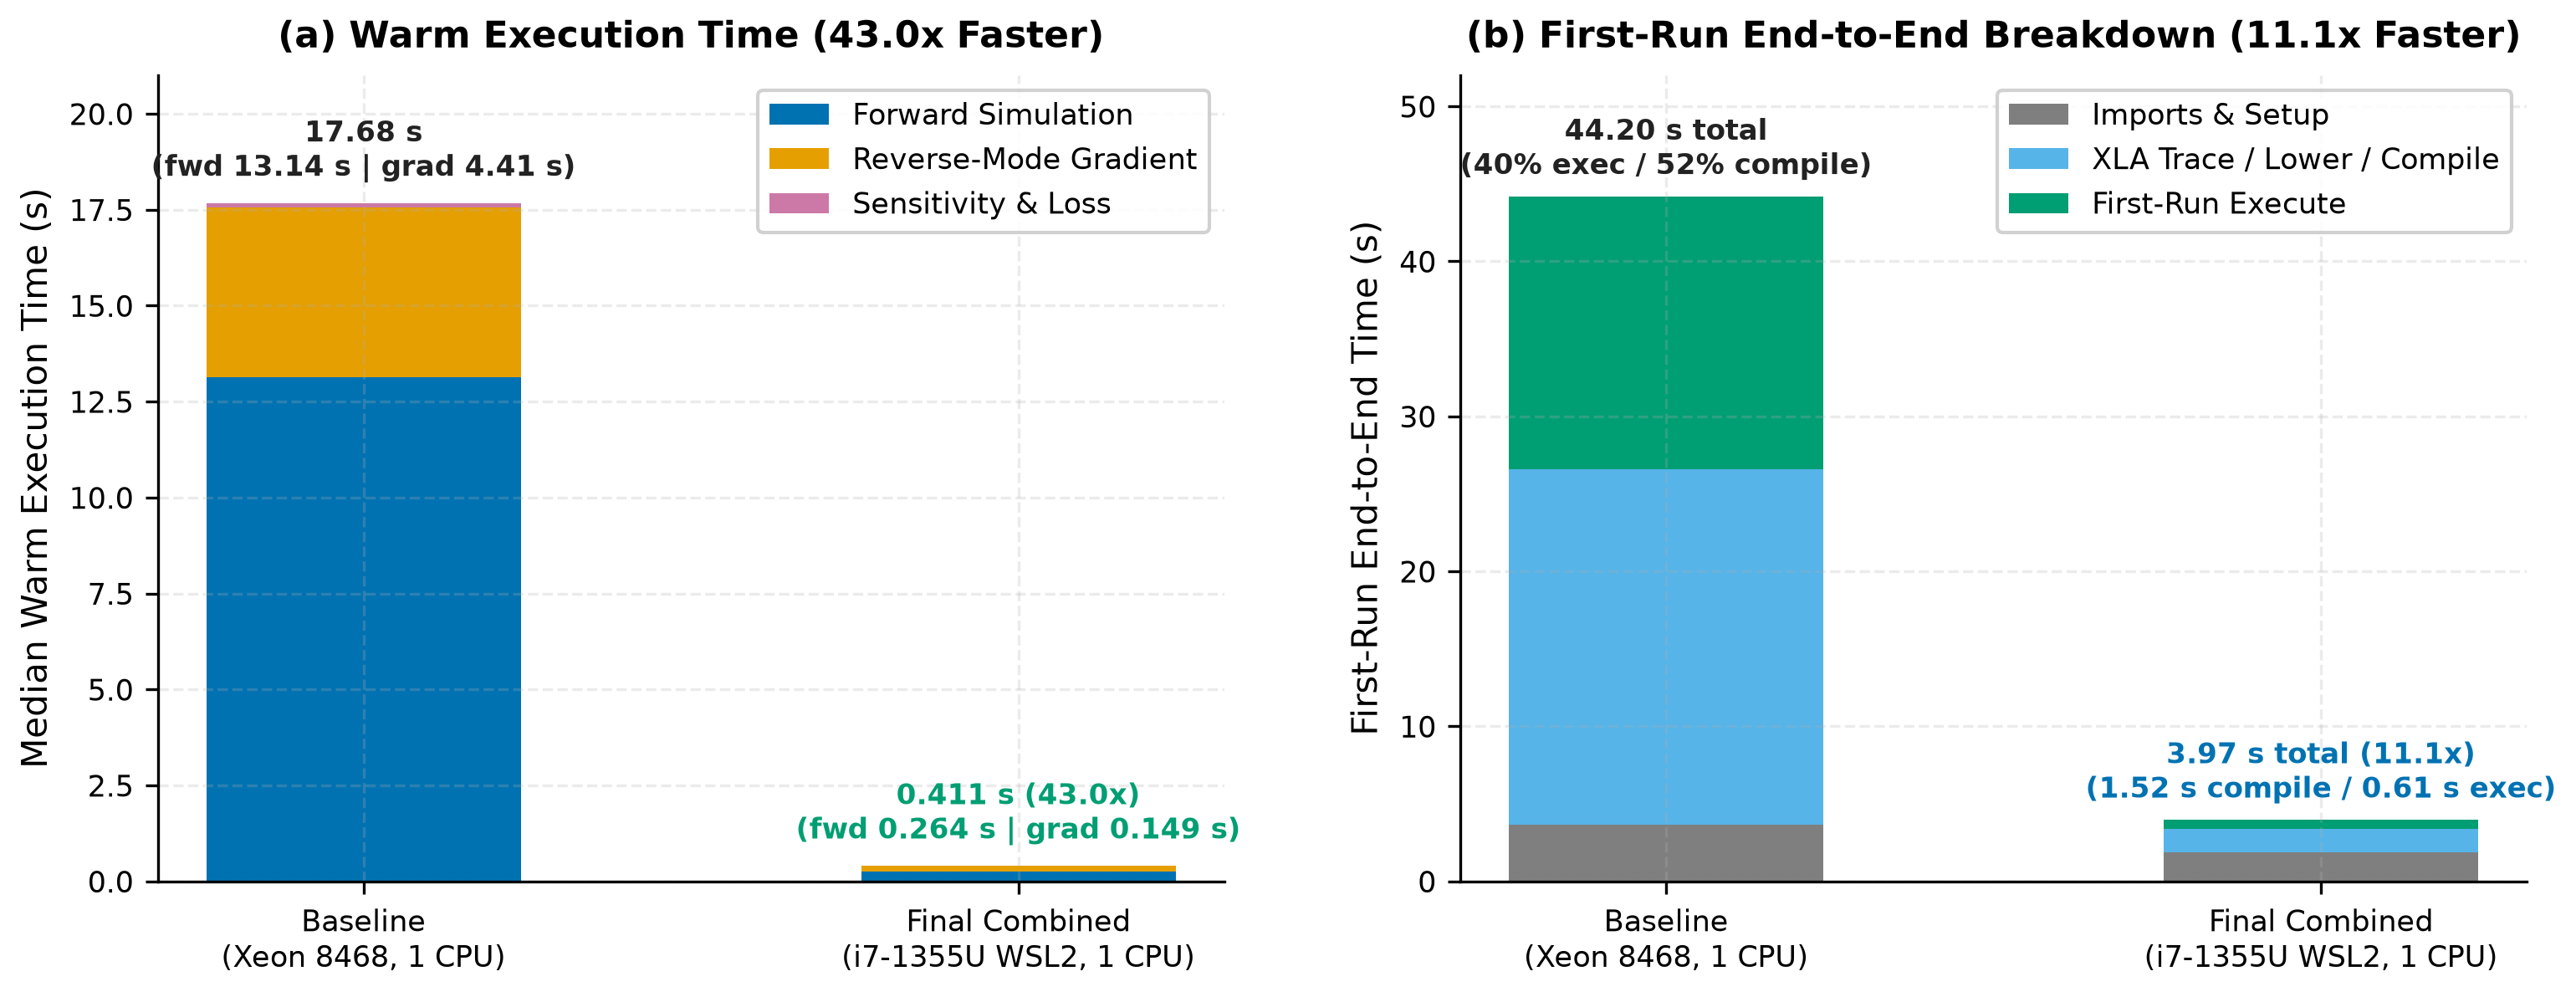 (a) Warm Execution Time (43.0x Faster)
Median Warm Execution Time (s)
20.0
17.5
15.0
12.5
10.0
7.5
5.0
2.5
0.0
17.68 s
(fwd 13.14 s | grad 4.41 s)
Forward Simulation
Reverse-Mode Gradient
Sensitivity & Loss
0.411 s (43.0x)
(fwd 0.264 s | grad 0.149 s)
Baseline
(Xeon 8468, 1 CPU)
Final Combined
(i7-1355U WSL2, 1 CPU)
(b) First-Run End-to-End Breakdown (11.1x Faster)
First-Run End-to-End Time (s)
50
40
30
20
10
0
44.20 s total
(40% exec / 52% compile)
Imports & Setup
XLA Trace / Lower / Compile
First-Run Execute
3.97 s total (11.1x)
(1.52 s compile / 0.61 s exec)
Baseline
(Xeon 8468, 1 CPU)
Final Combined
(i7-1355U WSL2, 1 CPU)